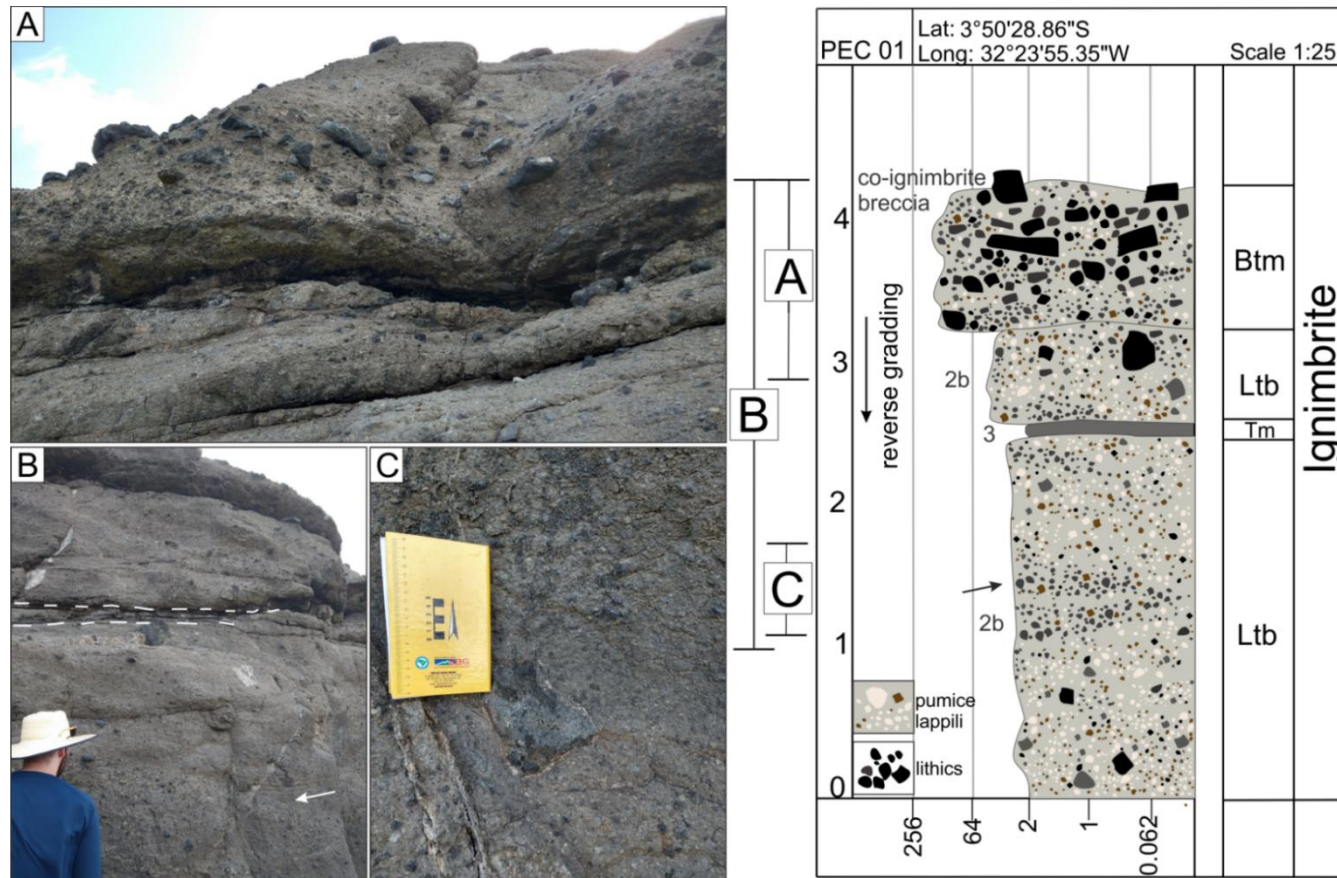 A
B
C
PEC 01
Lat: 3°50'28.86"S
Long: 32°23'55.35"W
Scale 1:25
co-ignimbrite
breccia
4
3
2
1
0
A
B
C
reverse gradding
2b
3
2b
Btm
Ltb
Tm
Ltb
Ignimbrite
pumice
lappili
lithics
256
64
2
1
0.062